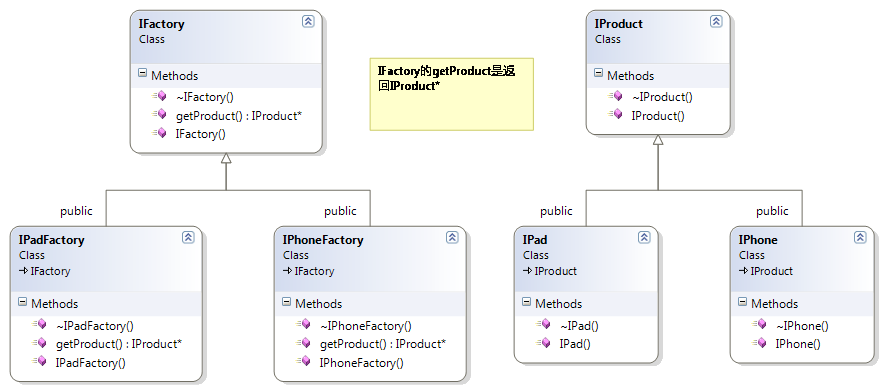 IFactory
Class
Methods
~IFactory()
getProduct() : IProduct*
IFactory()
IFactory的getProduct是返
回IProduct*
IProduct
Class
Methods
~IProduct()
IProduct()
public
public
public
public
IPadFactory
Class
IFactory
Methods
~IPadFactory()
getProduct() : IProduct*
IPadFactory()
IPhoneFactory
Class
IFactory
Methods
~IPhoneFactory()
getProduct() : IProduct*
IPhoneFactory()
IPad
Class
IProduct
Methods
~IPad()
IPad()
IPhone
Class
IProduct
Methods
~IPhone()
IPhone()